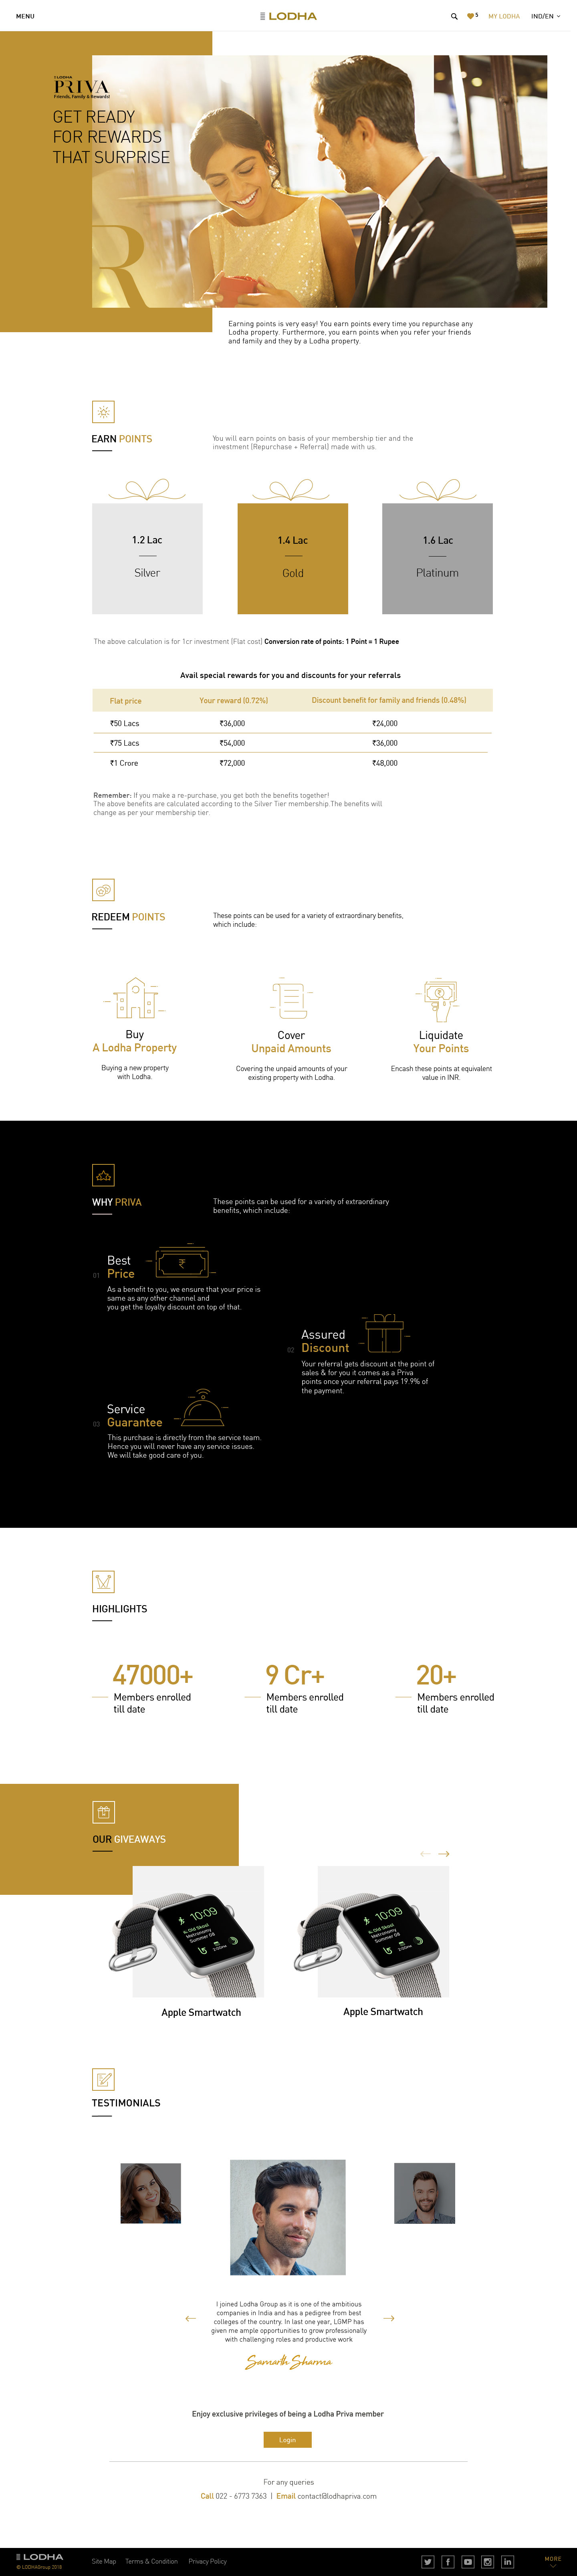 MENU
LODHA
5
MY LODHA
IND/EN
LODHA
PRIVA
Friends, Family & Rewards!
GET READY
FOR REWARDS
THAT SURPRISE
R
Earning points is very easy! You earn points every time you repurchase any
Lodha property. Furthermore, you earn points when you refer your friends
and family and they by a Lodha property.
EARN POINTS
You will earn points on basis of your membership tier and the
investment (Repurchase + Referral) made with us.
1.2 Lac
Silver
1.4 Lac
Gold
1.6 Lac
Platinum
The above calculation is for 1cr investment (Flat cost) Conversion rate of points: 1 Point = 1 Rupee
Avail special rewards for you and discounts for your referrals
Flat price Your reward (0.72%) Discount benefit for family and friends (0.48%)
₹50 Lacs ₹36,000 ₹24,000
₹75 Lacs ₹54,000 ₹36,000
₹1 Crore ₹72,000 ₹48,000
Remember: If you make a re-purchase, you get both the benefits together!
The above benefits are calculated according to the Silver Tier membership.The benefits will
change as per your membership tier.
REDEEM POINTS
These points can be used for a variety of extraordinary benefits,
which include:
Buy
A Lodha Property
Buying a new property
with Lodha.
Cover
Unpaid Amounts
Covering the unpaid amounts of your
existing property with Lodha.
Liquidate
Your Points
Encash these points at equivalent
value in INR.
WHY PRIVA
These points can be used for a variety of extraordinary
benefits, which include:
01
Best
Price
₹
As a benefit to you, we ensure that your price is
same as any other channel and
you get the loyalty discount on top of that.
02
Assured
Discount
Your referral gets discount at the point of
sales & for you it comes as a Priva
points once your referral pays 19.9% of
the payment.
03
Service
Guarantee
This purchase is directly from the service team.
Hence you will never have any service issues.
We will take good care of you.
HIGHLIGHTS
47000+
Members enrolled
till date
9 Cr+
Members enrolled
till date
20+
Members enrolled
till date
OUR GIVEAWAYS
10:09
Old Skool
Metronomy
Summer 08
10:09
Old Skool
Metronomy
Summer 08
Apple Smartwatch
Apple Smartwatch
TESTIMONIALS
I joined Lodha Group as it is one of the ambitious
companies in India and has a pedigree from best
colleges of the country. In last one year, LGMP has
given me ample opportunities to grow professionally
with challenging roles and productive work
Samarth Sharma
Enjoy exclusive privileges of being a Lodha Priva member
Login
For any queries
Call 022 - 6773 7363 | Email contact@lodhapriva.com
LODHA
© LODHAGroup 2018
Site Map
Terms & Condition
Privacy Policy
MORE